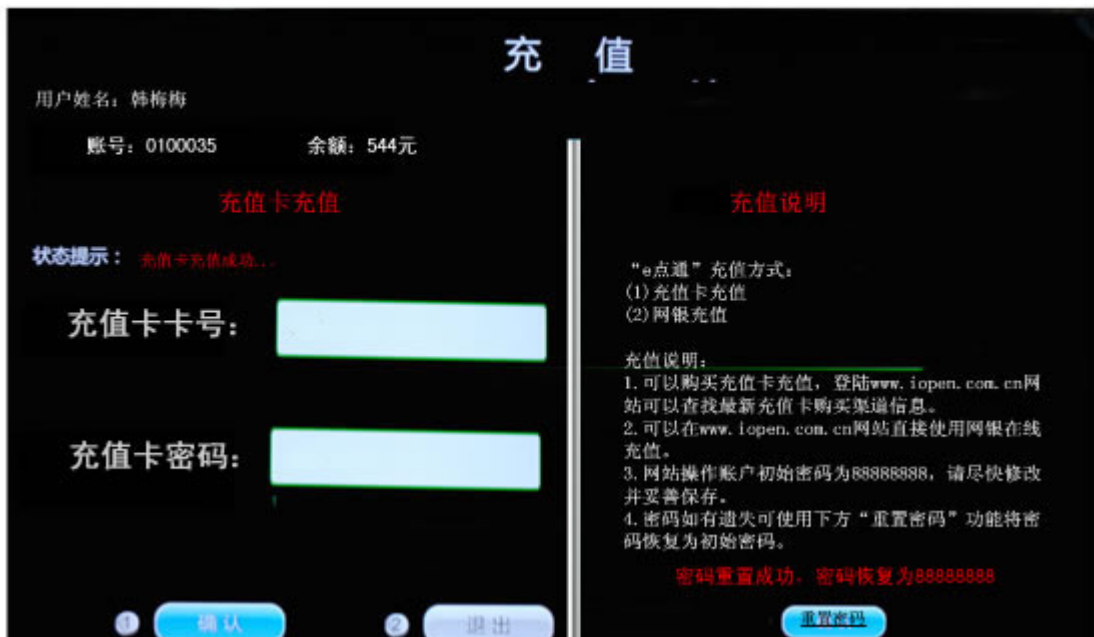 充 值
用户姓名：韩梅梅
账号：0100035 余额：544元
充值卡充值
状态提示： 充值卡充值成功...
充值卡卡号：
充值卡密码：
① 确认 ② 退出
充值说明
“e点通”充值方式：
(1)充值卡充值
(2)网银充值
充值说明：
1.可以购买充值卡充值，登陆www.iopen.com.cn网
站可以查找最新充值卡购买渠道信息。
2.可以在www.iopen.com.cn网站直接使用网银在线
充值。
3.网站操作账户初始密码为88888888，请尽快修改
并妥善保存。
4.密码如有遗失可使用下方“重置密码”功能将密
码恢复为初始密码。
密码重置成功，密码恢复为88888888
重置密码